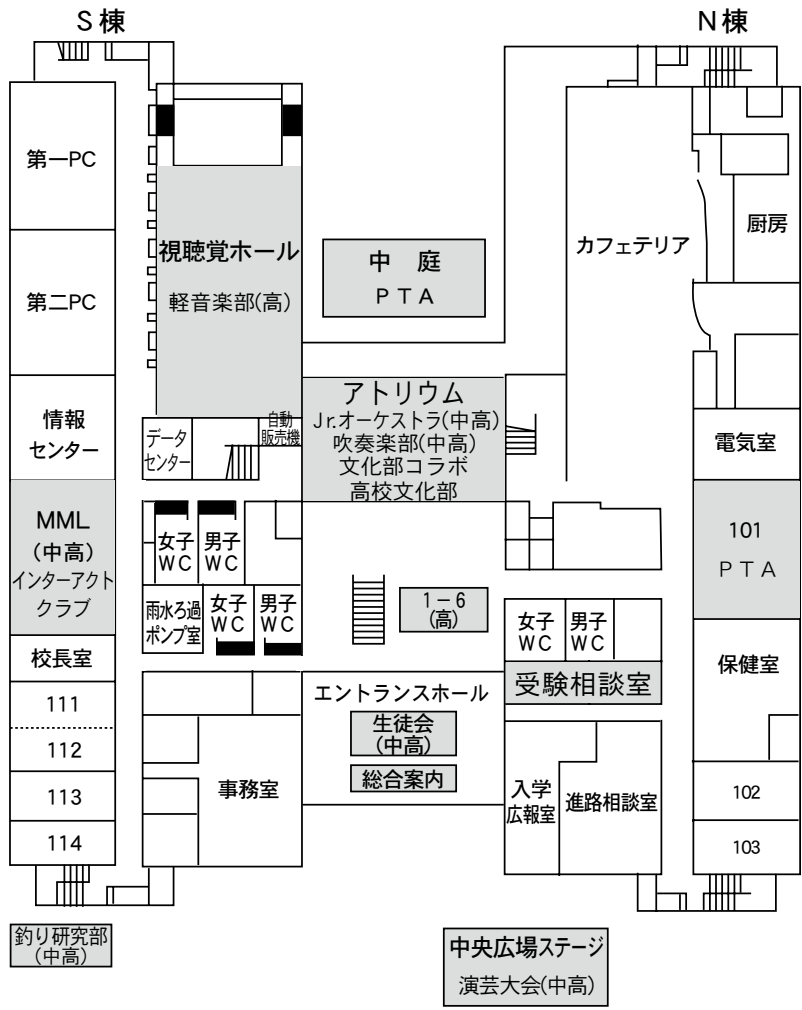 S棟
N棟
第一PC
視聴覚ホール
軽音楽部(高)
中 庭
PTA
カフェテリア
厨房
第二PC
情報
センター
データ
センター
自動
販売機
アトリウム
Jr.オーケストラ(中高)
吹奏楽部(中高)
文化部コラボ
高校文化部
電気室
MML
(中高)
インターアクト
クラブ
女子
WC
男子
WC
101
PTA
雨水ろ過
ポンプ室
女子
WC
男子
WC
1－6
(高)
女子
WC
男子
WC
校長室
受験相談室
保健室
111
112
113
114
事務室
エントランスホール
生徒会
(中高)
総合案内
入学
広報室
進路相談室
102
103
釣り研究部
(中高)
中央広場ステージ
演芸大会(中高)